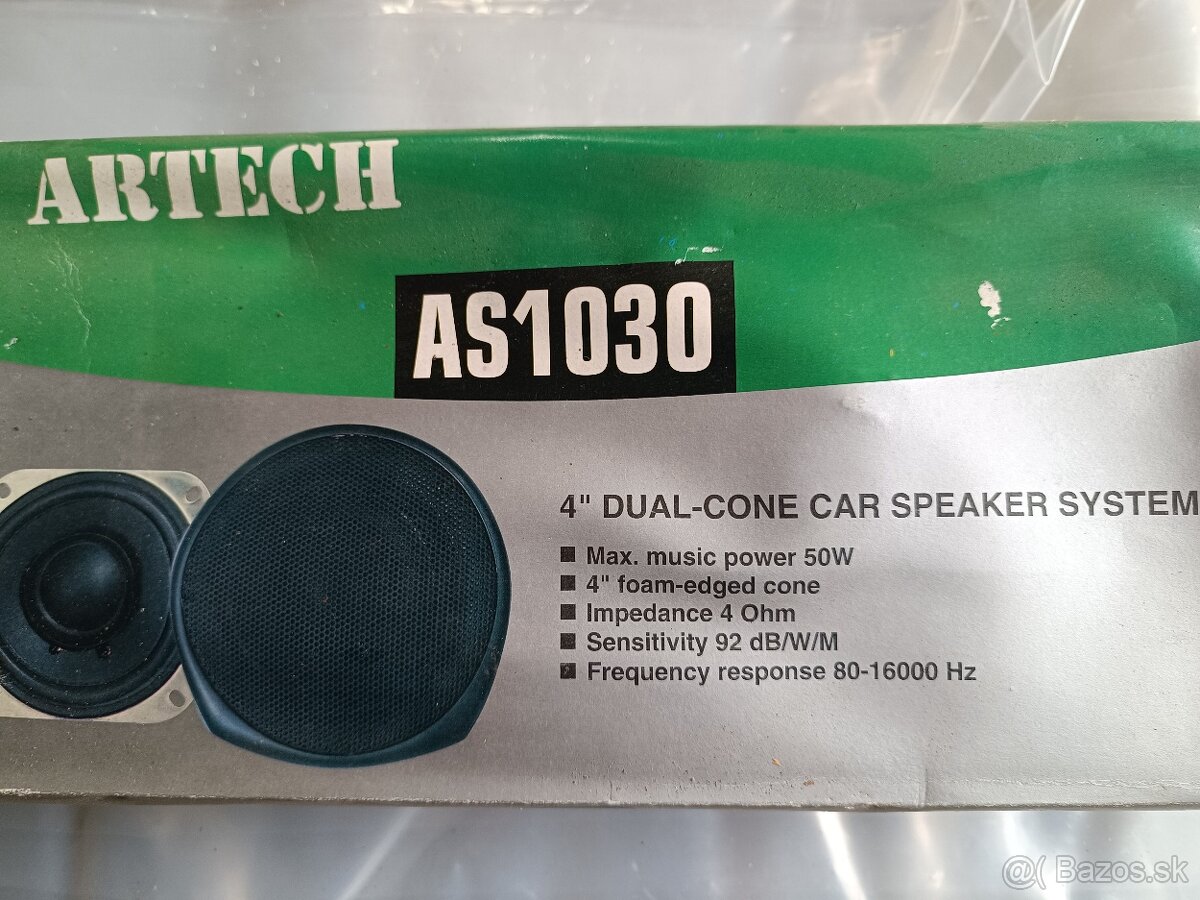 ARTECH
AS1030
4" DUAL-CONE CAR SPEAKER SYSTEM
Max. music power 50W
4" foam-edged cone
Impedance 4 Ohm
Sensitivity 92 dB/W/M
Frequency response 80-16000 Hz
@( Bazos.sk